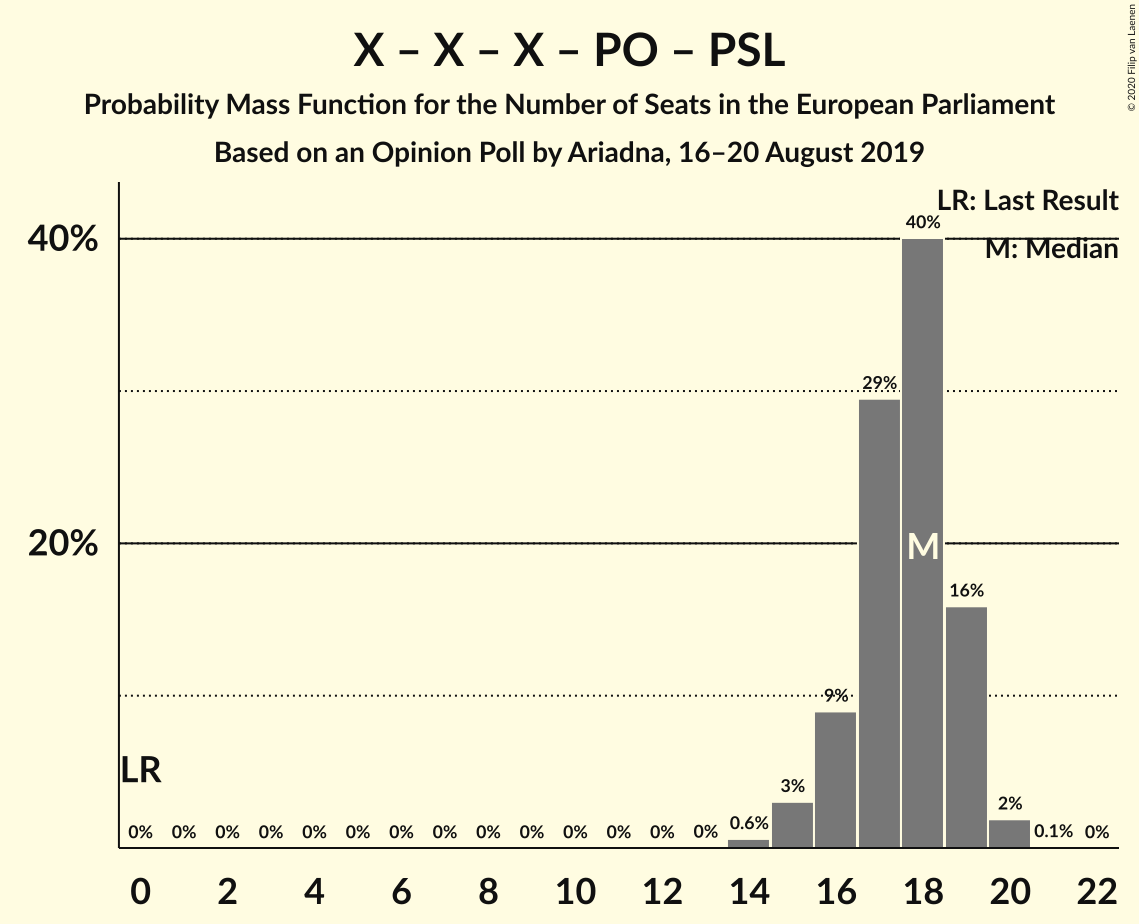 X – X – X – PO – PSL
Probability Mass Function for the Number of Seats in the European Parliament
Based on an Opinion Poll by Ariadna, 16–20 August 2019
© 2020 Filip van Laenen
LR: Last Result
M: Median
40%
20%
40%
29%
M
16%
9%
LR
3%
2%
0% 0% 0% 0% 0% 0% 0% 0% 0% 0% 0% 0% 0% 0% 0.6% 0.1% 0%
0 2 4 6 8 10 12 14 16 18 20 22